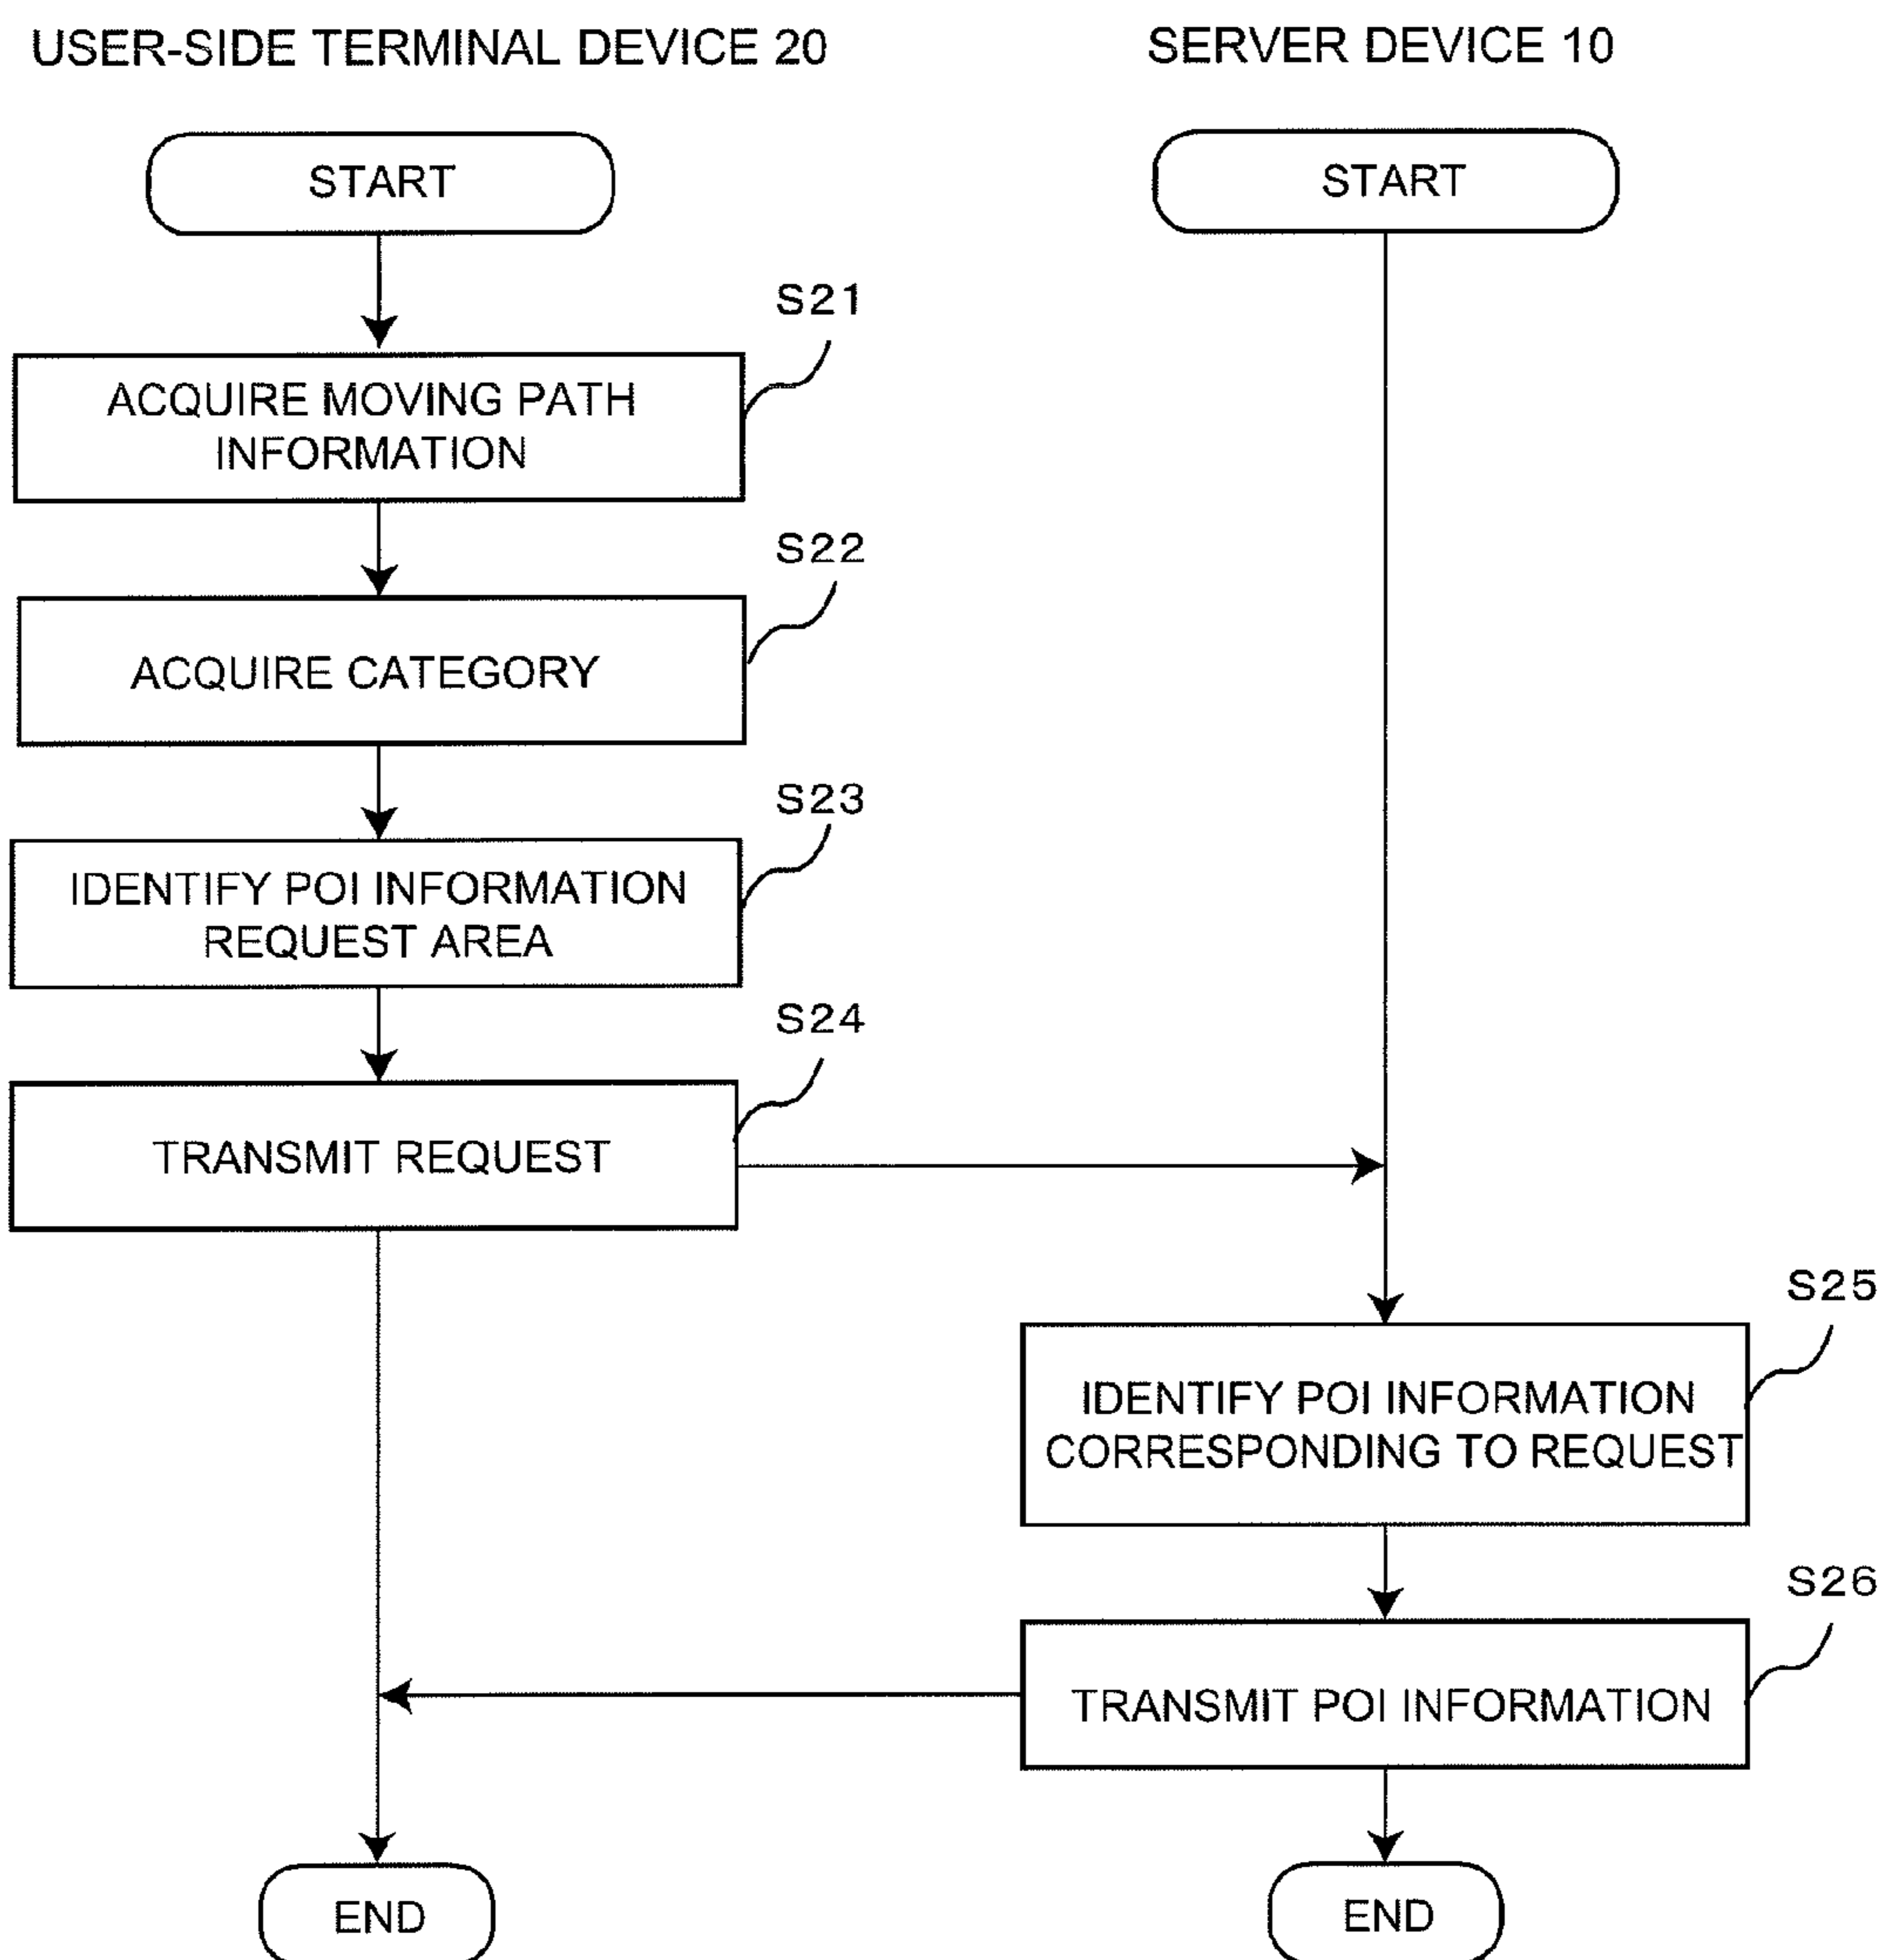 USER-SIDE TERMINAL DEVICE 20
SERVER DEVICE 10
START
START
S21
ACQUIRE MOVING PATH
INFORMATION
S22
ACQUIRE CATEGORY
S23
IDENTIFY POI INFORMATION
REQUEST AREA
S24
TRANSMIT REQUEST
S25
IDENTIFY POI INFORMATION
CORRESPONDING TO REQUEST
S26
TRANSMIT POI INFORMATION
END
END